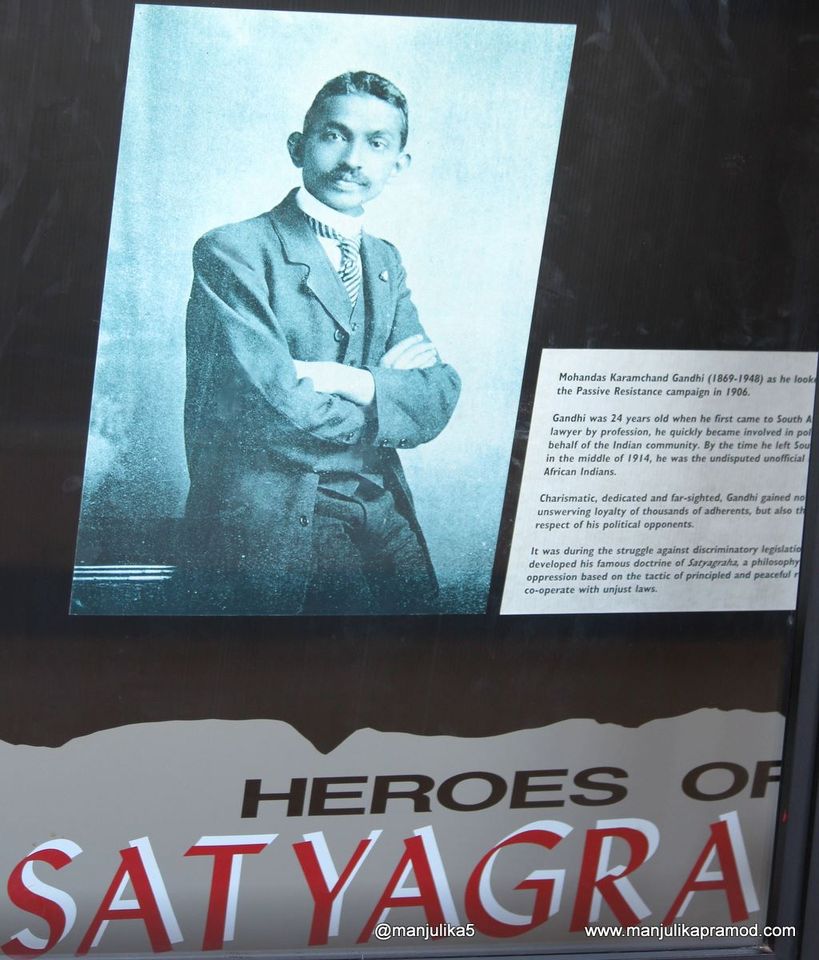 Mohandas Karamchand Gandhi (1869-1948) as he looke
the Passive Resistance campaign in 1906.
Gandhi was 24 years old when he first came to South A
lawyer by profession, he quickly became involved in pol
behalf of the Indian community. By the time he left Sou
in the middle of 1914, he was the undisputed unofficial
African Indians.
Charismatic, dedicated and far-sighted, Gandhi gained no
unswerving loyalty of thousands of adherents, but also th
respect of his political opponents.
It was during the struggle against discriminatory legislatio
developed his famous doctrine of Satyagraha, a philosophy
oppression based on the tactic of principled and peaceful r
co-operate with unjust laws.
HEROES OF
SATYAGRA
@manjulika5 www.manjulikapramod.com